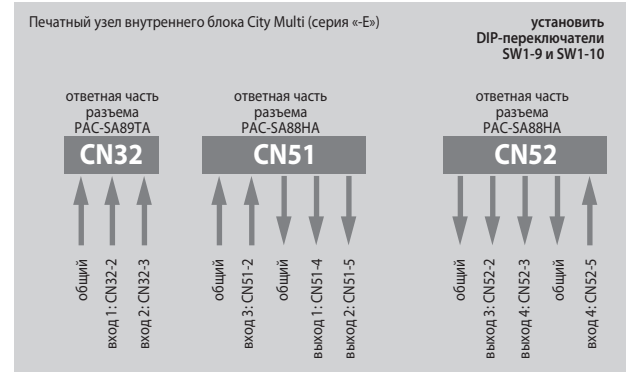 Печатный узел внутреннего блока City Multi (серия «-E»)
установить
DIP-переключатели
SW1-9 и SW1-10
ответная часть
разъема
PAC-SA89TA
CN32
общий
вход 1: CN32-2
вход 2: CN32-3
ответная часть
разъема
PAC-SA88HA
CN51
общий
вход 3: CN51-2
общий
выход 1: CN51-4
выход 2: CN51-5
ответная часть
разъема
PAC-SA88HA
CN52
общий
выход 3: CN52-2
выход 4: CN52-3
общий
вход 4: CN52-5